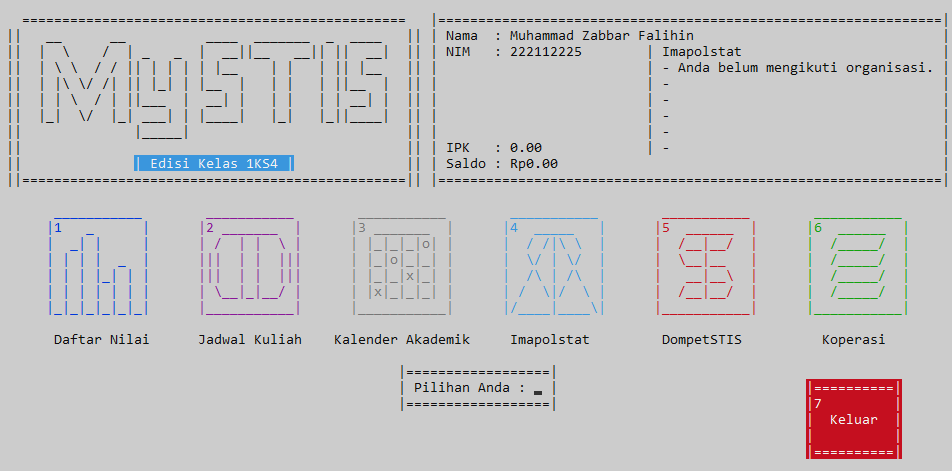 MySTIS
Edisi Kelas 1KS4
Nama : Muhammad Zabbar Falihin
NIM : 222112225
Imapolstat
- Anda belum mengikuti organisasi.
-
-
-
-
-
IPK : 0.00
Saldo : Rp0.00
1
2
3
4
5
6
Daftar Nilai
Jadwal Kuliah
Kalender Akademik
Imapolstat
DompetSTIS
Koperasi
Pilihan Anda : _
7
Keluar